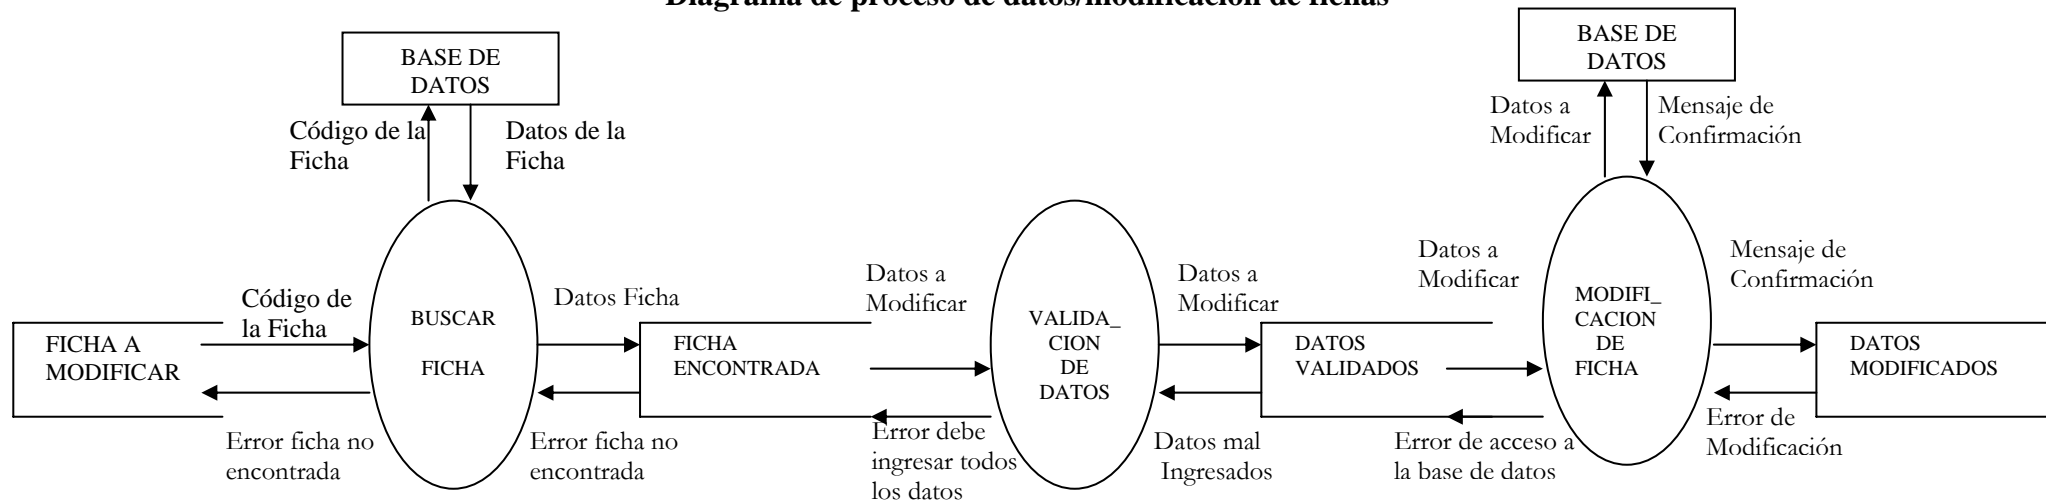 Diagrama de proceso de datos/modificación de fichas
BASE DE
DATOS
BASE DE
DATOS
Código de la
Ficha
Datos de la
Ficha
Datos a
Modificar
Mensaje de
Confirmación
Código de
la Ficha
Datos Ficha
Datos a
Modificar
Datos a
Modificar
Datos a
Modificar
Mensaje de
Confirmación
FICHA A
MODIFICAR
BUSCAR
FICHA
FICHA
ENCONTRADA
VALIDA_
CION
DE
DATOS
DATOS
VALIDADOS
MODIFI_
CACION
DE
FICHA
DATOS
MODIFICADOS
Error ficha no
encontrada
Error ficha no
encontrada
Error debe
ingresar todos
los datos
Datos mal
Ingresados
Error de acceso a
la base de datos
Error de
Modificación